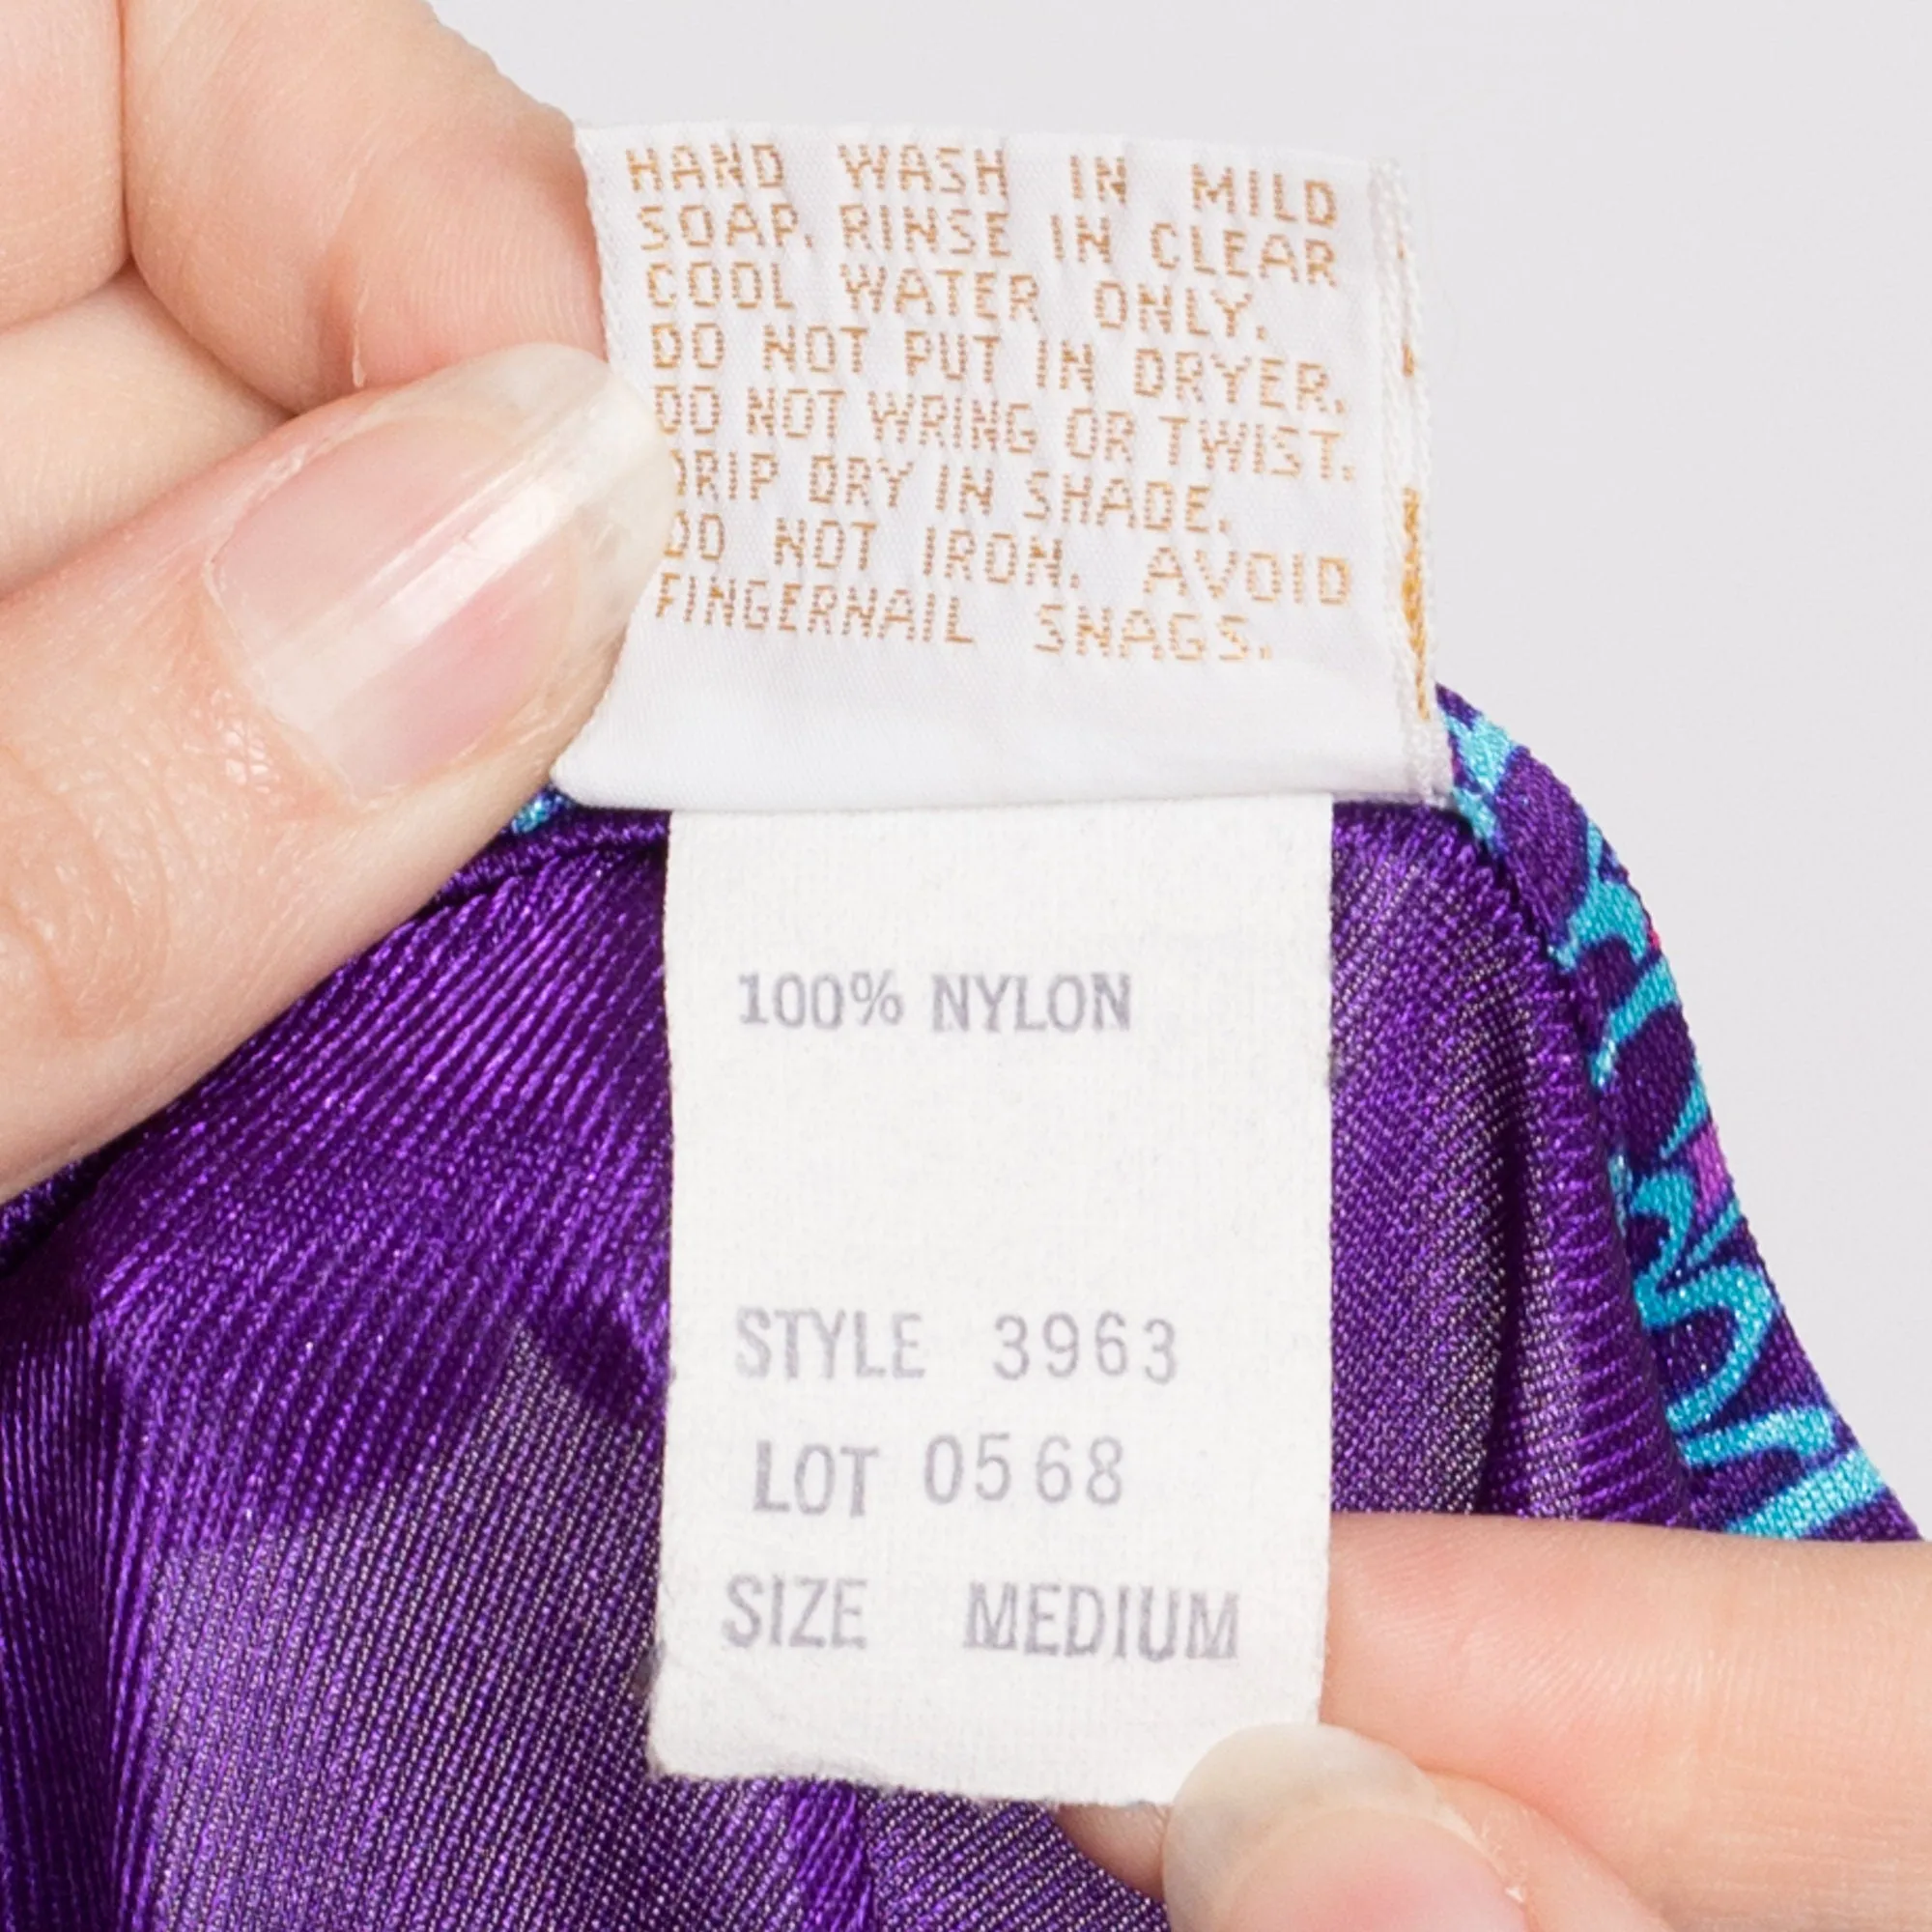 HAND WASH IN MILD
SOAP. RINSE IN CLEAR
COOL WATER ONLY.
DO NOT PUT IN DRYER.
DO NOT WRING OR TWIST.
DRIP DRY IN SHADE.
DO NOT IRON. AVOID
FINGERNAIL SNAGS.
100% NYLON
STYLE 3963
LOT 0568
SIZE MEDIUM